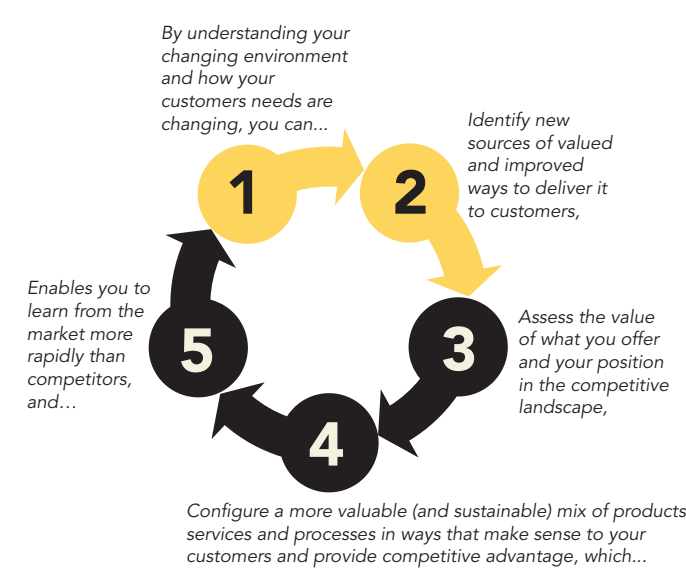 By understanding your
changing environment
and how your
customers needs are
changing, you can...
1
2
Identify new
sources of valued
and improved
ways to deliver it
to customers,
3
Assess the value
of what you offer
and your position
in the competitive
landscape,
4
Configure a more valuable (and sustainable) mix of products
services and processes in ways that make sense to your
customers and provide competitive advantage, which...
5
Enables you to
learn from the
market more
rapidly than
competitors,
and…